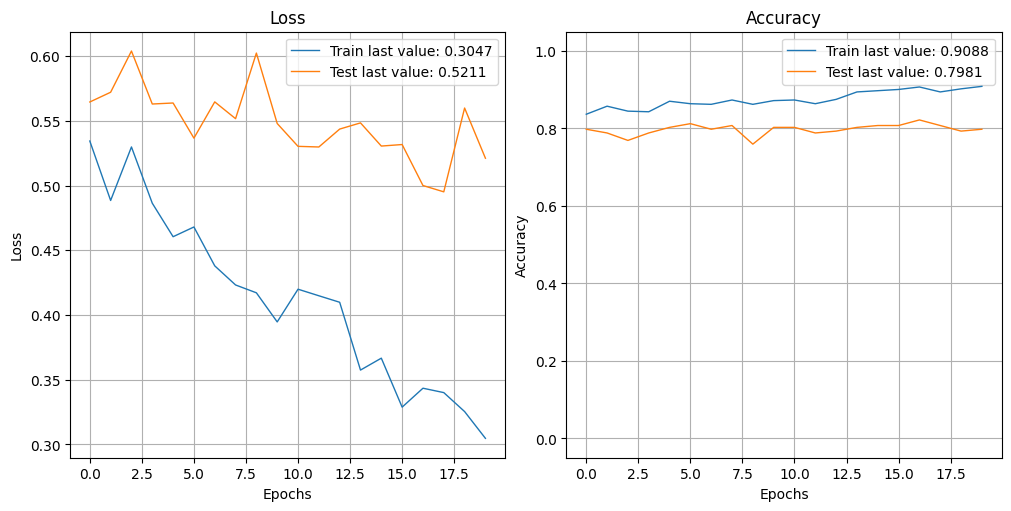 Loss
Train last value: 0.3047
Test last value: 0.5211
0.60
0.55
0.50
0.45
0.40
0.35
0.30
Loss
0.0 2.5 5.0 7.5 10.0 12.5 15.0 17.5
Epochs
Accuracy
Train last value: 0.9088
Test last value: 0.7981
1.0
0.8
0.6
0.4
0.2
0.0
Accuracy
0.0 2.5 5.0 7.5 10.0 12.5 15.0 17.5
Epochs